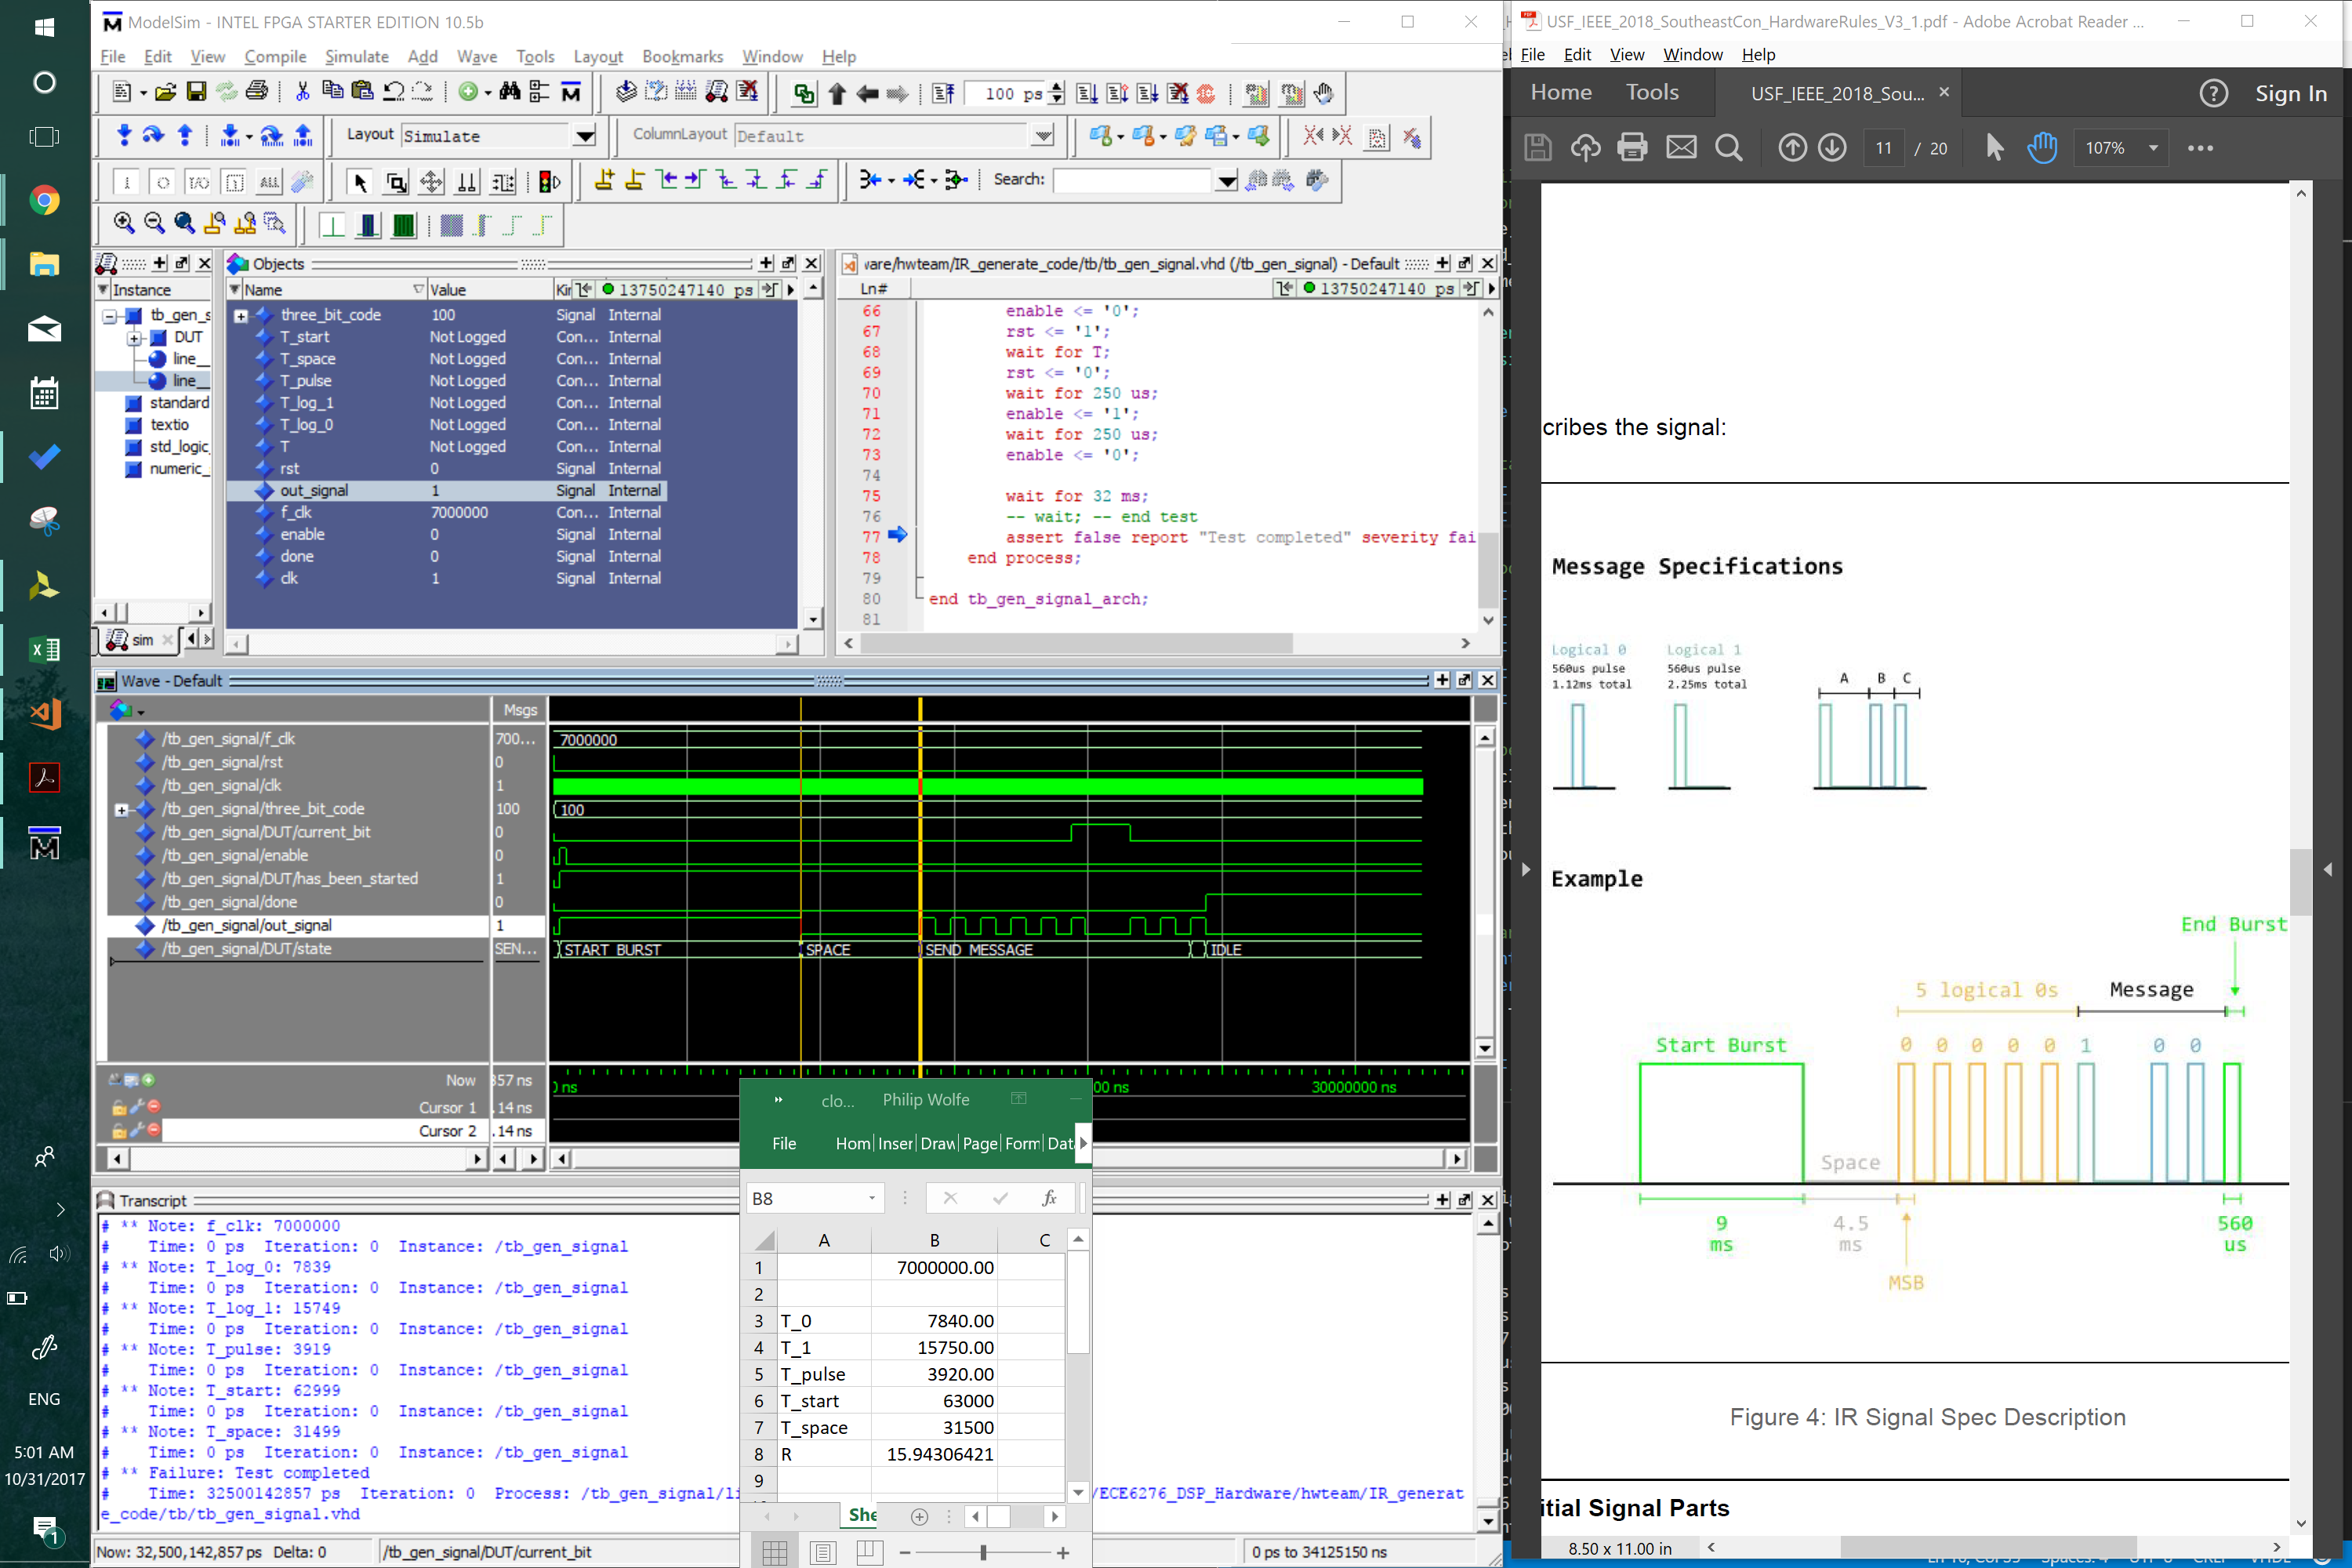 ModelSim - INTEL FPGA STARTER EDITION 10.5b
File Edit View Compile Simulate Add Wave Tools Layout Bookmarks Window Help
100 ps
Layout Simulate
ColumnLayout Default
Search:
Instance
tb_gen_s
DUT
line__
line__
standard
textio
std_logic_
numeric_
sim
Objects
Name Value Kin 13750247140 ps
three_bit_code 100 Signal Internal
T_start Not Logged Con... Internal
T_space Not Logged Con... Internal
T_pulse Not Logged Con... Internal
T_log_1 Not Logged Con... Internal
T_log_0 Not Logged Con... Internal
T Not Logged Con... Internal
rst 0 Signal Internal
out_signal 1 Signal Internal
f_clk 7000000 Con... Internal
enable 0 Signal Internal
done 0 Signal Internal
clk 1 Signal Internal
/hwteam/IR_generate_code/tb/tb_gen_signal.vhd (/tb_gen_signal) - Default
Ln# 13750247140 ps
66 enable <= '0';
67 rst <= '1';
68 wait for T;
69 rst <= '0';
70 wait for 250 us;
71 enable <= '1';
72 wait for 250 us;
73 enable <= '0';
74
75 wait for 32 ms;
76 -- wait; -- end test
77 assert false report "Test completed" severity fai
78 end process;
79
80 end tb_gen_signal_arch;
81
Wave - Default
Msgs
/tb_gen_signal/f_clk 700... 7000000
/tb_gen_signal/rst 0
/tb_gen_signal/clk 1
/tb_gen_signal/three_bit_code 100 100
/tb_gen_signal/DUT/current_bit 0
/tb_gen_signal/enable 0
/tb_gen_signal/DUT/has_been_started 1
/tb_gen_signal/done 0
/tb_gen_signal/out_signal 1
/tb_gen_signal/DUT/state SEN... START BURST SPACE SEND MESSAGE IDLE
Now 357 ns ns 00 ns 30000000 ns
Cursor 1 .14 ns
Cursor 2 .14 ns
Transcript
# ** Note: f_clk: 7000000
# Time: 0 ps Iteration: 0 Instance: /tb_gen_signal
# ** Note: T_log_0: 7839
# Time: 0 ps Iteration: 0 Instance: /tb_gen_signal
# ** Note: T_log_1: 15749
# Time: 0 ps Iteration: 0 Instance: /tb_gen_signal
# ** Note: T_pulse: 3919
# Time: 0 ps Iteration: 0 Instance: /tb_gen_signal
# ** Note: T_start: 62999
# Time: 0 ps Iteration: 0 Instance: /tb_gen_signal
# ** Note: T_space: 31499
# Time: 0 ps Iteration: 0 Instance: /tb_gen_signal
# ** Failure: Test completed
# Time: 32500142857 ps Iteration: 0 Process: /tb_gen_signal/li /ECE6276_DSP_Hardware/hwteam/IR_generat
e_code/tb/tb_gen_signal.vhd
Now: 32,500,142,857 ps Delta: 0 /tb_gen_signal/DUT/current_bit 0 ps to 34125150 ns
clo... Philip Wolfe
File Hom Inser Draw Page Form Data
B8 fx
A B C
1 7000000.00
2
3 T_0 7840.00
4 T_1 15750.00
5 T_pulse 3920.00
6 T_start 63000
7 T_space 31500
8 R 15.94306421
9
She
ENG
5:01 AM
10/31/2017
1
USF_IEEE_2018_SoutheastCon_HardwareRules_V3_1.pdf - Adobe Acrobat Reader ...
File Edit View Window Help
Home Tools USF_IEEE_2018_Sou... Sign In
11 / 20 107%
cribes the signal:
Message Specifications
Logical 0
560us pulse
1.12ms total
Logical 1
560us pulse
2.25ms total
A B C
Example
End Burst
5 logical 0s Message
Start Burst 0 0 0 0 0 1 0 0
Space
9 ms
4.5 ms
560 us
MSB
Figure 4: IR Signal Spec Description
itial Signal Parts
8.50 x 11.00 in